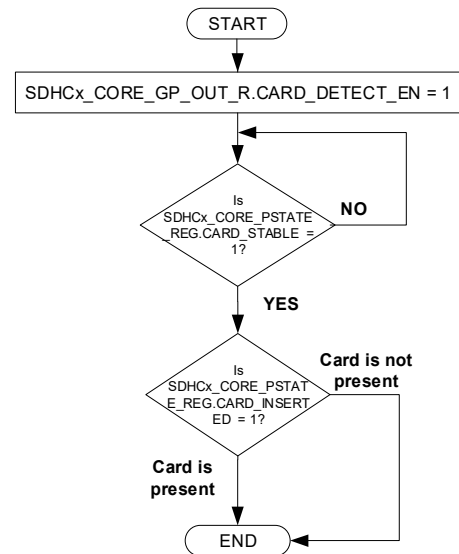 START
SDHCx_CORE_GP_OUT_R.CARD_DETECT_EN = 1
Is
SDHCx_CORE_PSTATE
_REG.CARD_STABLE =
1?
NO
YES
Is
SDHCx_CORE_PSTAT
E_REG.CARD_INSERT
ED = 1?
Card is not
present
Card is
present
END